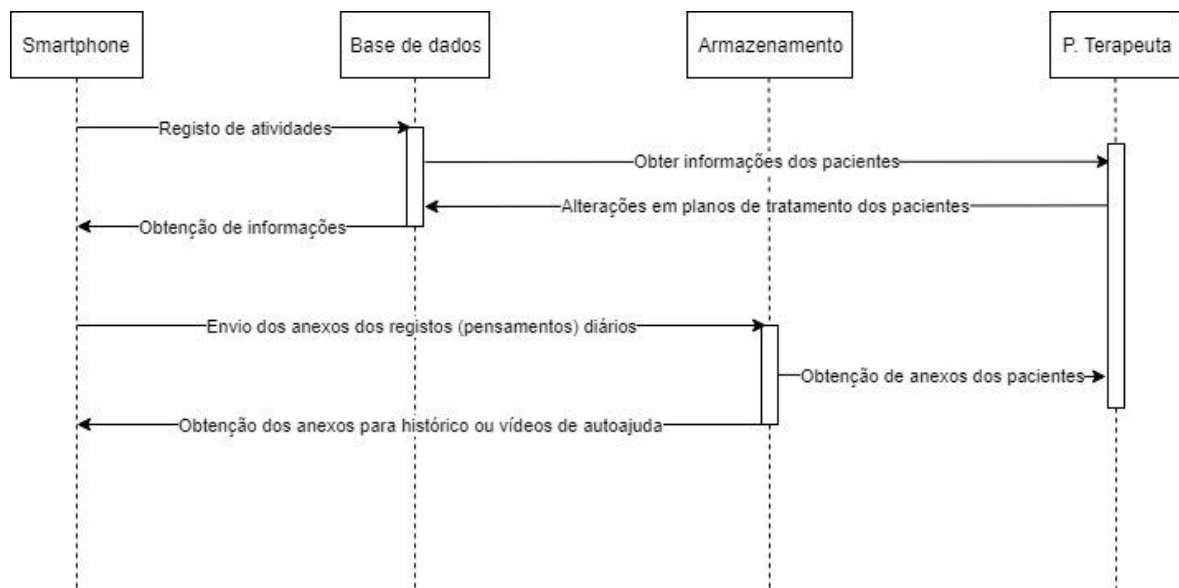 Smartphone
Base de dados
Armazenamento
P. Terapeuta
Registo de atividades
Obter informações dos pacientes
Alterações em planos de tratamento dos pacientes
Obtenção de informações
Envio dos anexos dos registos (pensamentos) diários
Obtenção de anexos dos pacientes
Obtenção dos anexos para histórico ou vídeos de autoajuda